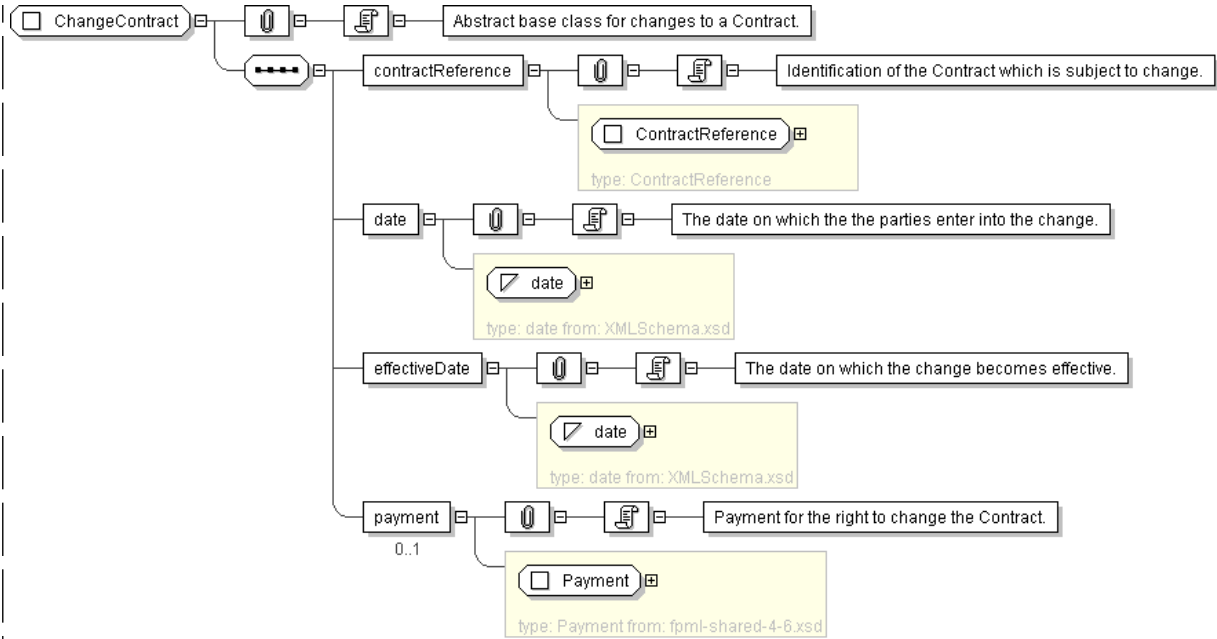 ChangeContract
Abstract base class for changes to a Contract.
contractReference
Identification of the Contract which is subject to change.
ContractReference
type: ContractReference
date
The date on which the the parties enter into the change.
date
type: date from: XMLSchema.xsd
effectiveDate
The date on which the change becomes effective.
date
type: date from: XMLSchema.xsd
payment
Payment for the right to change the Contract.
0..1
Payment
type: Payment from: fpml-shared-4-6.xsd